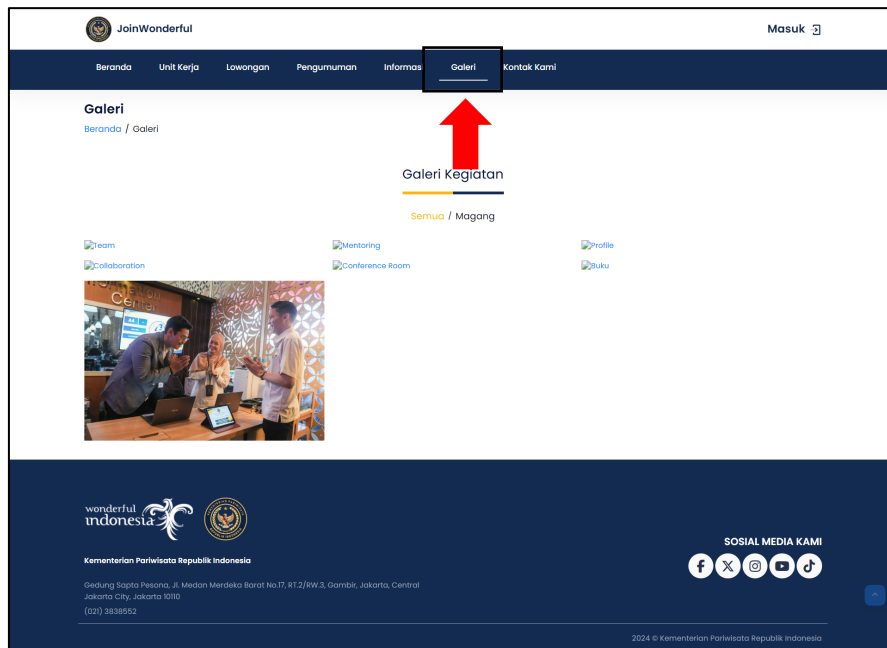 JoinWonderful
Masuk
Beranda Unit Kerja Lowongan Pengumuman Informasi Galeri Kontak Kami
Galeri
Beranda / Galeri
Galeri Kegiatan
Semua / Magang
Team Mentoring Profile
Collaboration Conference Room Buku
Center
wonderful
indonesia
SOSIAL MEDIA KAMI
Kementerian Pariwisata Republik Indonesia
Gedung Sapta Pesona, Jl. Medan Merdeka Barat No.17, RT.2/RW.3, Gambir, Jakarta, Central
Jakarta City, Jakarta 10110
(021) 3838552
2024 © Kementerian Pariwisata Republik Indonesia